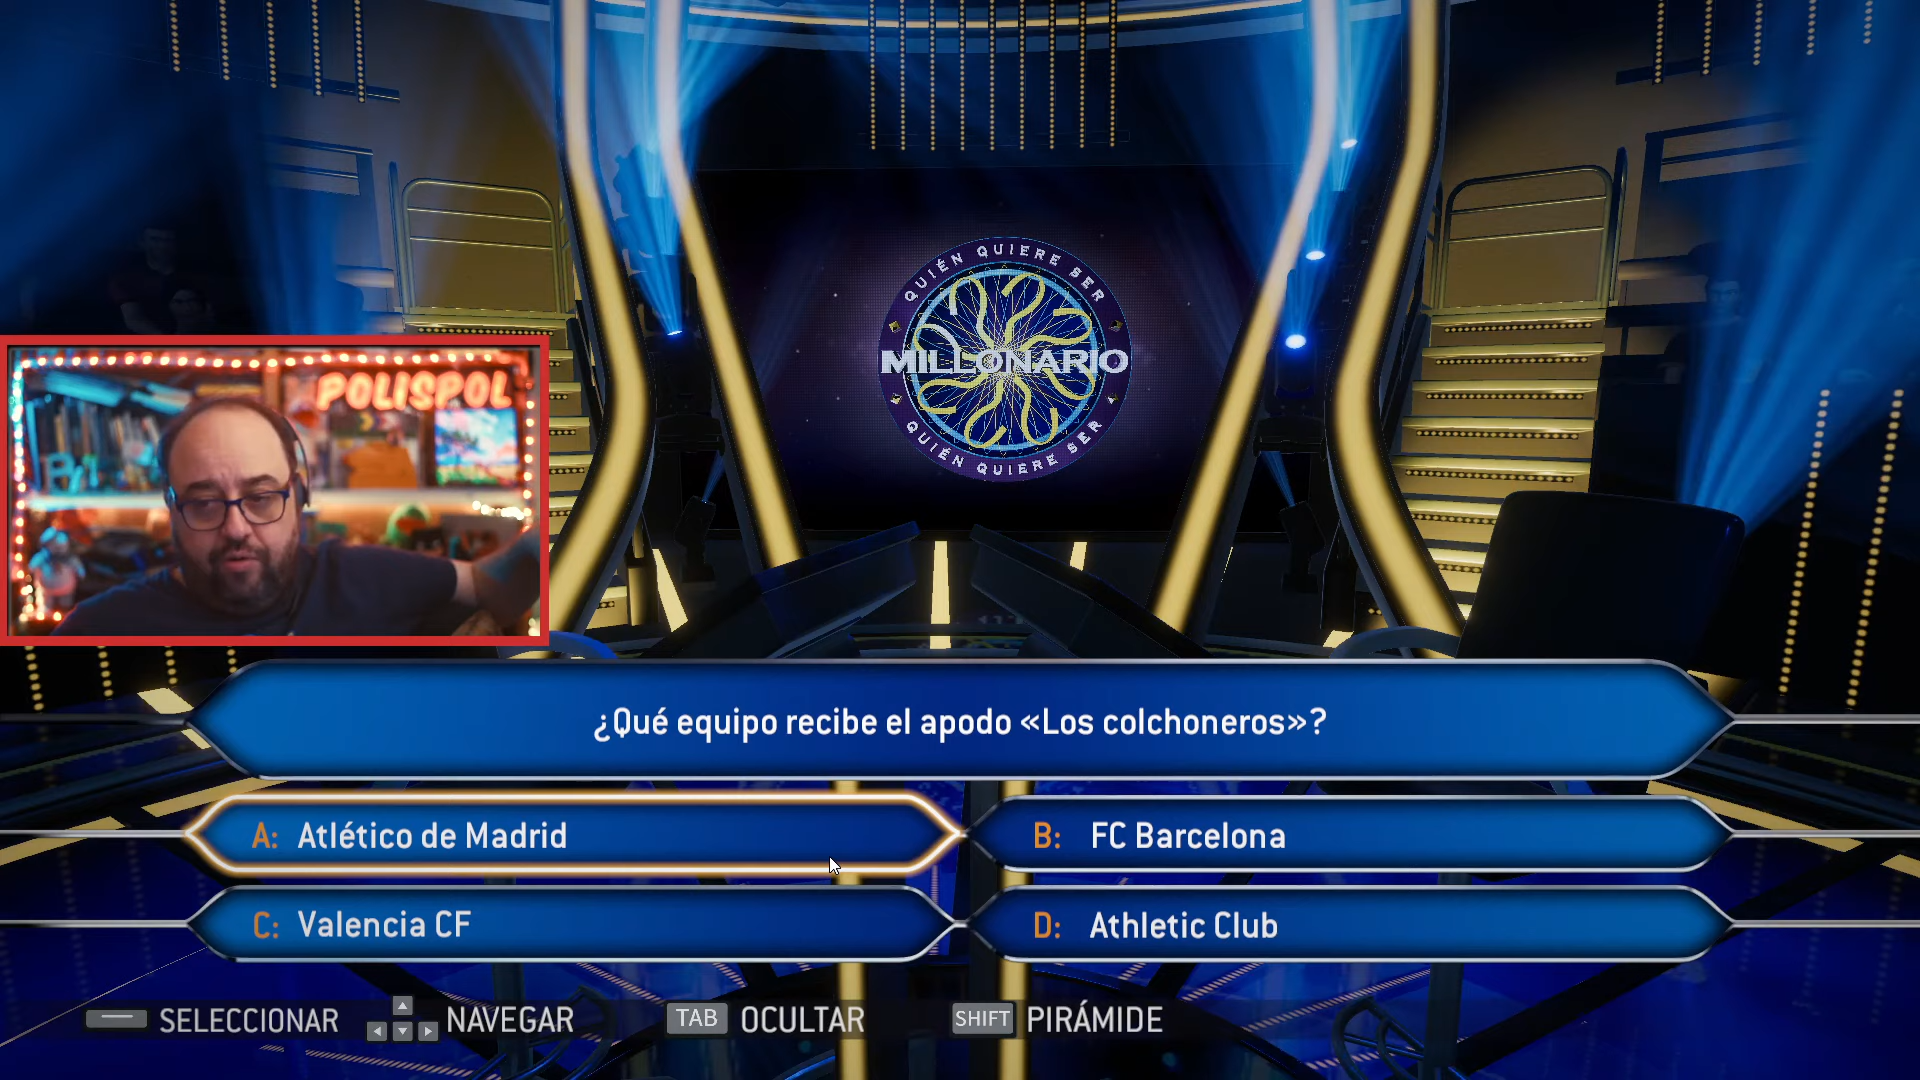 QUIÉN QUIERE SER
MILLONARIO
QUIÉN QUIERE SER
POLISPOL
¿Qué equipo recibe el apodo «Los colchoneros»?
A: Atlético de Madrid
B: FC Barcelona
C: Valencia CF
D: Athletic Club
SELECCIONAR
NAVEGAR
TAB OCULTAR
SHIFT PIRÁMIDE